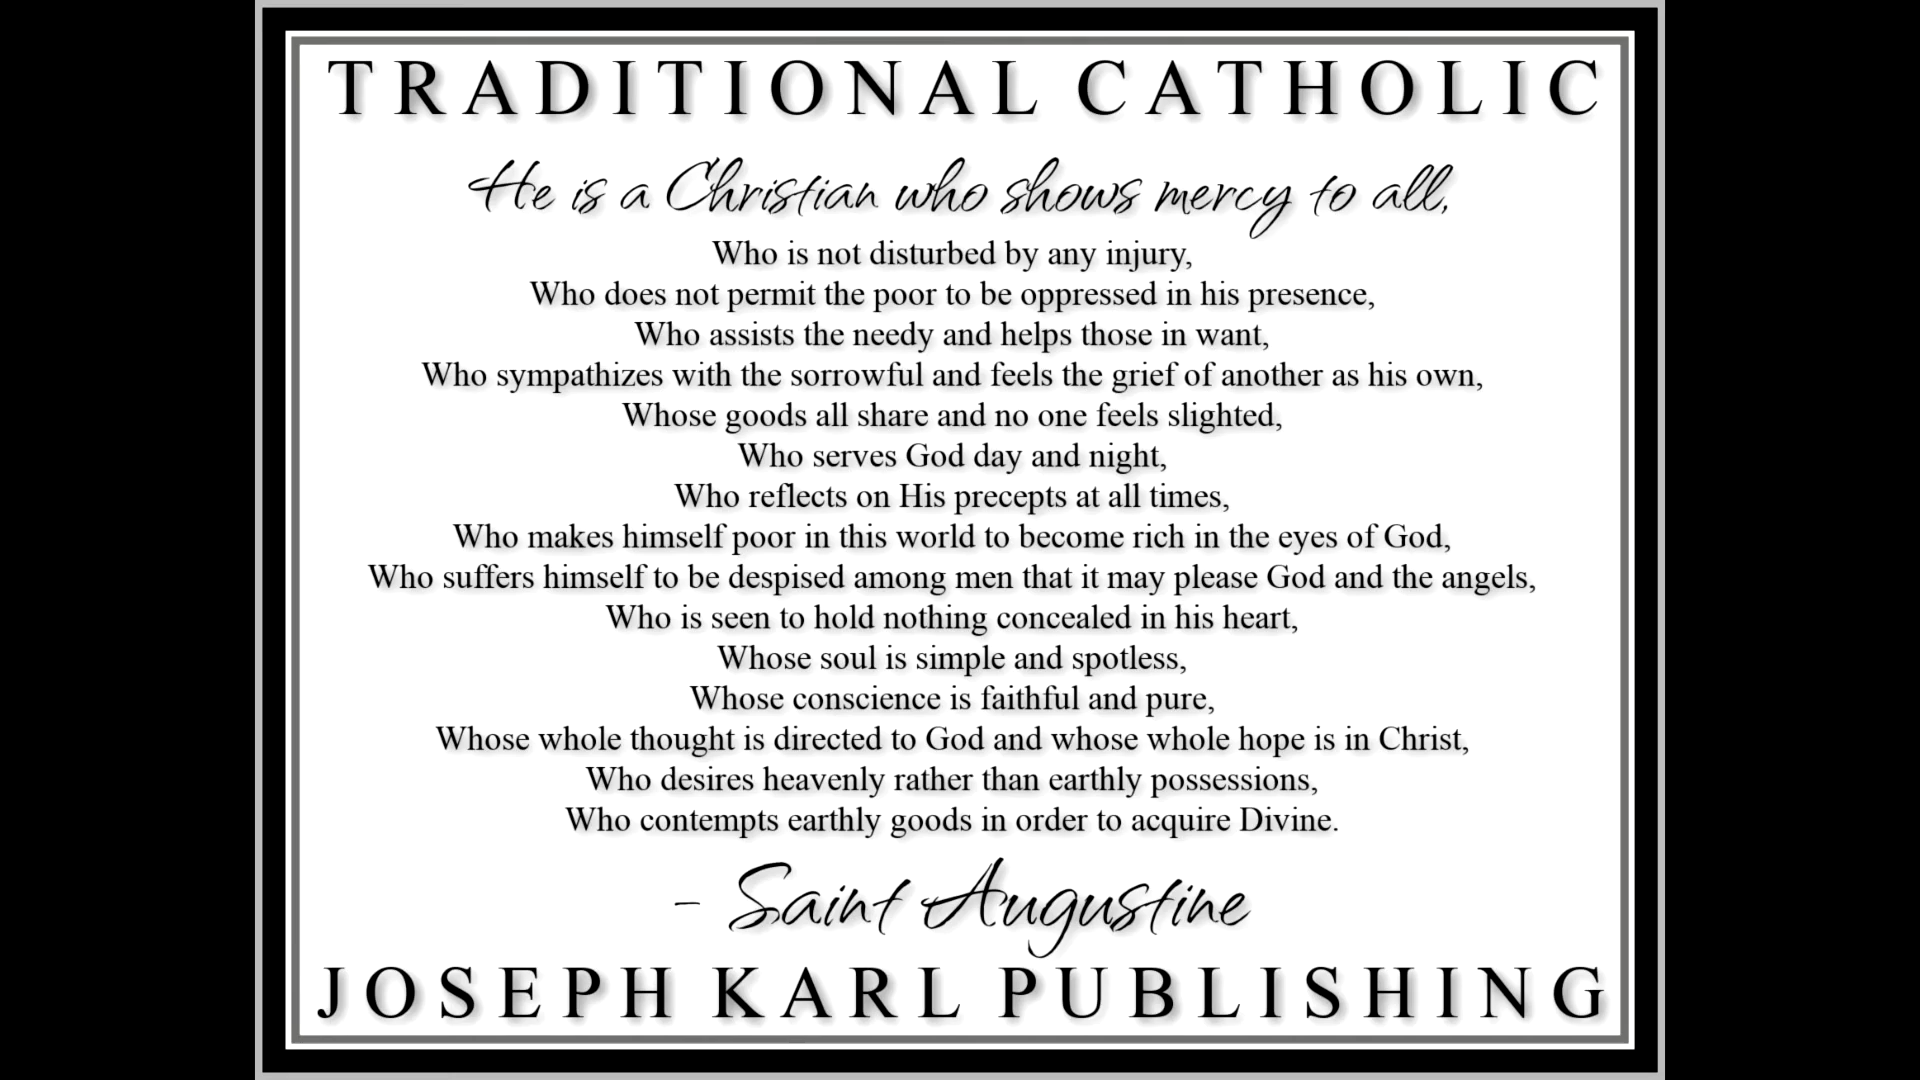 TRADITIONAL CATHOLIC
He is a Christian who shows mercy to all,
Who is not disturbed by any injury,
Who does not permit the poor to be oppressed in his presence,
Who assists the needy and helps those in want,
Who sympathizes with the sorrowful and feels the grief of another as his own,
Whose goods all share and no one feels slighted,
Who serves God day and night,
Who reflects on His precepts at all times,
Who makes himself poor in this world to become rich in the eyes of God,
Who suffers himself to be despised among men that it may please God and the angels,
Who is seen to hold nothing concealed in his heart,
Whose soul is simple and spotless,
Whose conscience is faithful and pure,
Whose whole thought is directed to God and whose whole hope is in Christ,
Who desires heavenly rather than earthly possessions,
Who contempts earthly goods in order to acquire Divine.
- Saint Augustine
JOSEPH KARL PUBLISHING